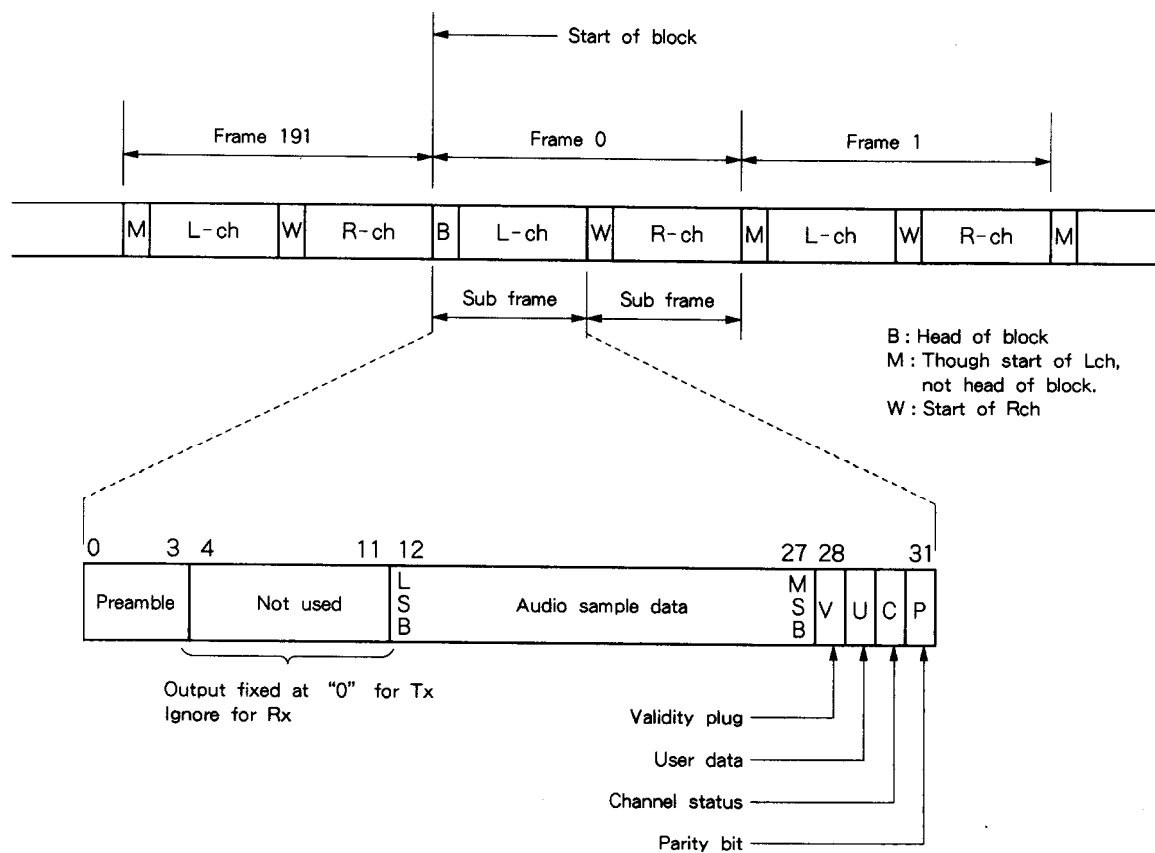 Start of block
Frame 191
Frame 0
Frame 1
M L-ch W R-ch B L-ch W R-ch M L-ch W R-ch M
Sub frame
Sub frame
B : Head of block
M : Though start of Lch,
not head of block.
W : Start of Rch
0 3 4 11 12 27 28 31
Preamble
Not used
LSB
Audio sample data
MSB
V U C P
Output fixed at “0” for Tx
Ignore for Rx
Validity plug
User data
Channel status
Parity bit